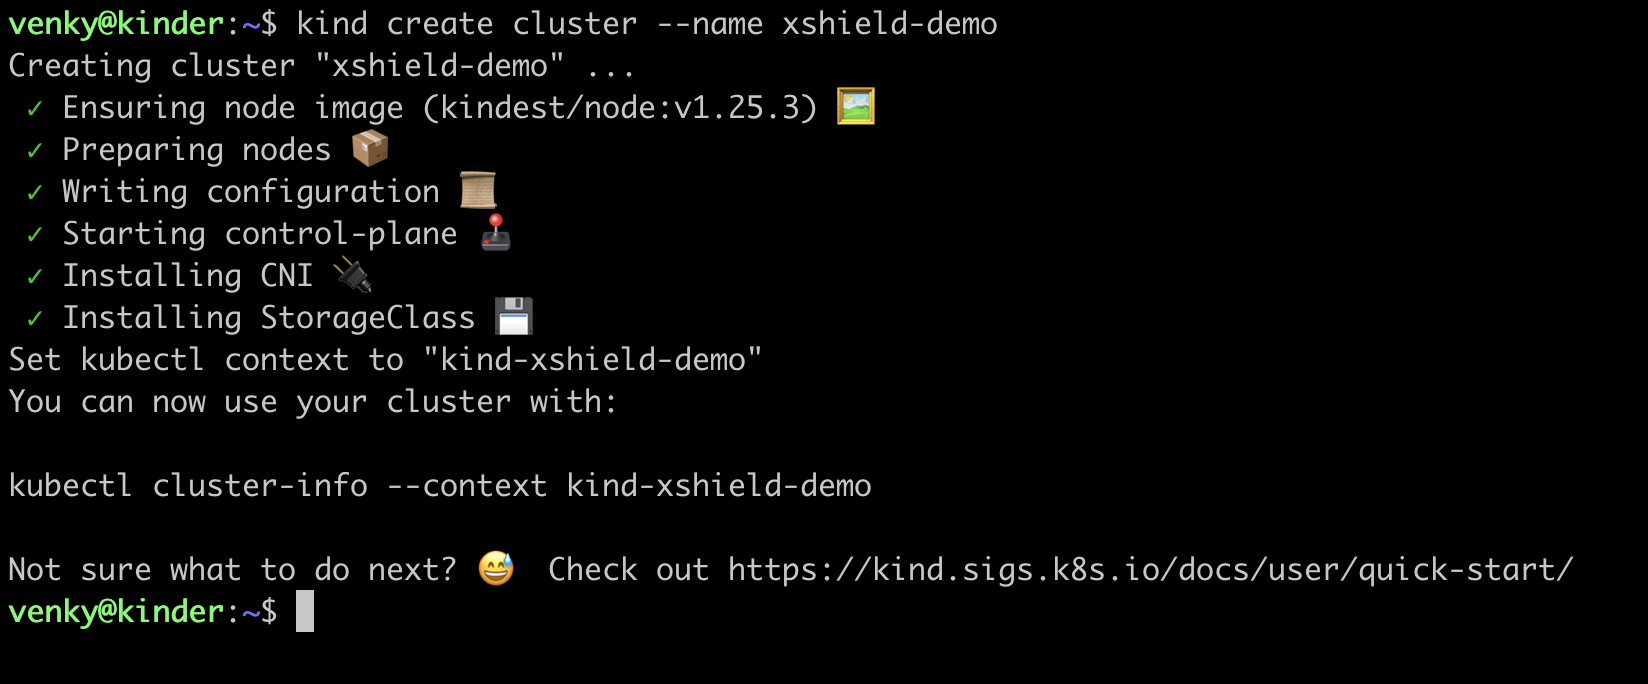 venky@kinder:~$ kind create cluster --name xshield-demo
Creating cluster "xshield-demo" ...
✓ Ensuring node image (kindest/node:v1.25.3) 🖼
✓ Preparing nodes 📦
✓ Writing configuration 📜
✓ Starting control-plane 🕹️
✓ Installing CNI 🔌
✓ Installing StorageClass 💾
Set kubectl context to "kind-xshield-demo"
You can now use your cluster with:
kubectl cluster-info --context kind-xshield-demo
Not sure what to do next? 😅 Check out https://kind.sigs.k8s.io/docs/user/quick-start/
venky@kinder:~$